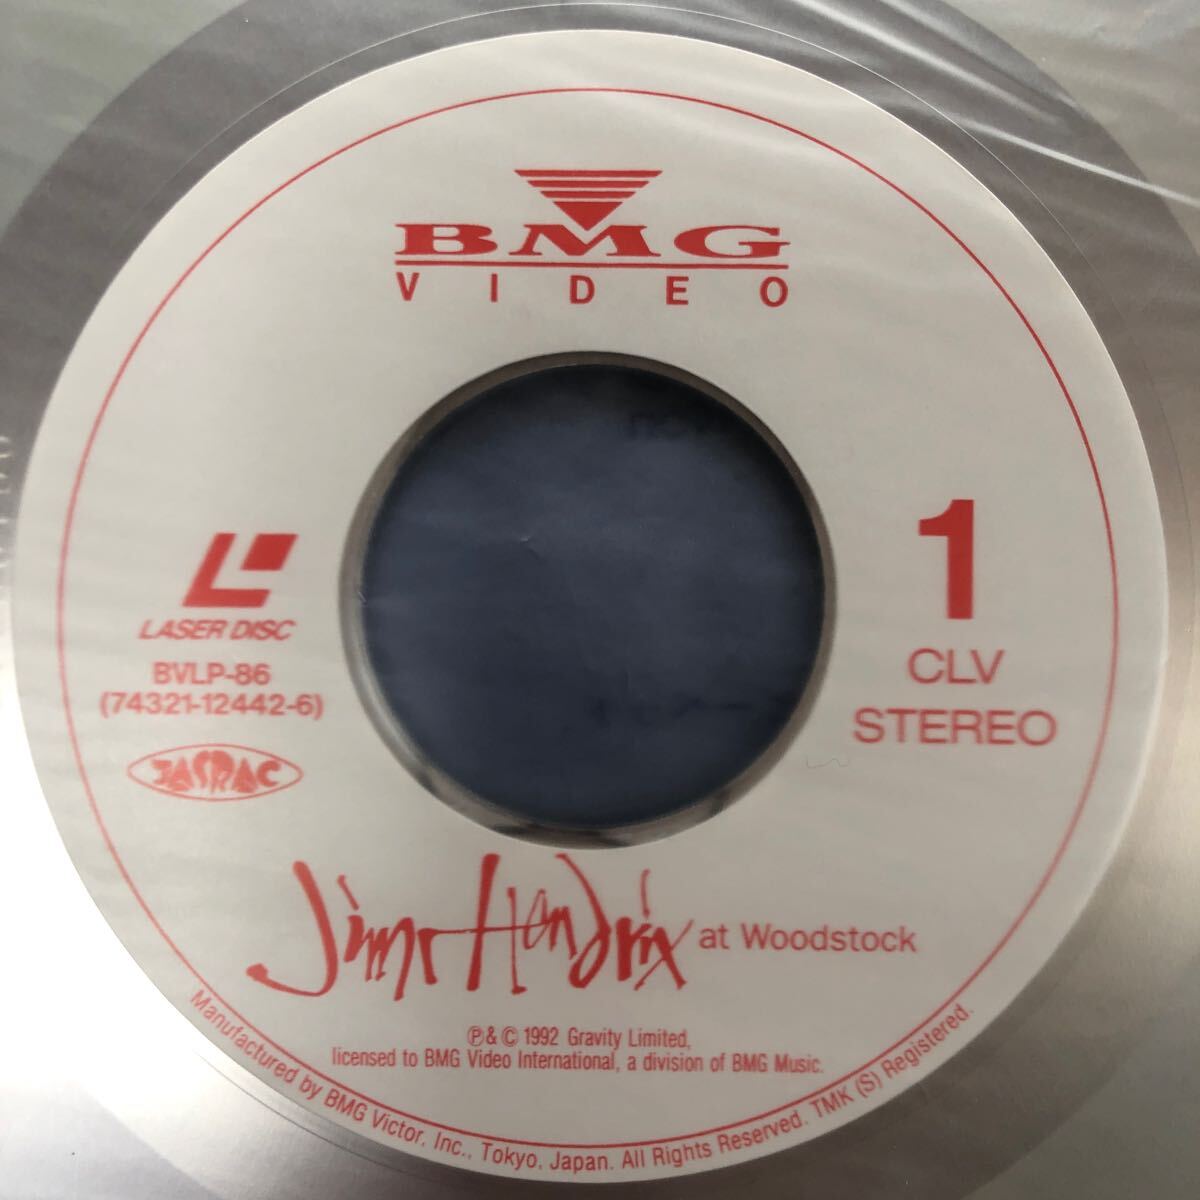 BMG
VIDEO
1
CLV
STEREO
LASER DISC
BVLP-86
(74321-12442-6)
JASRAC
Jimi Hendrix at Woodstock
℗&© 1992 Gravity Limited,
licensed to BMG Video International, a division of BMG Music.
Manufactured by BMG Victor, Inc., Tokyo, Japan. All Rights Reserved. TMK (S) Registered.